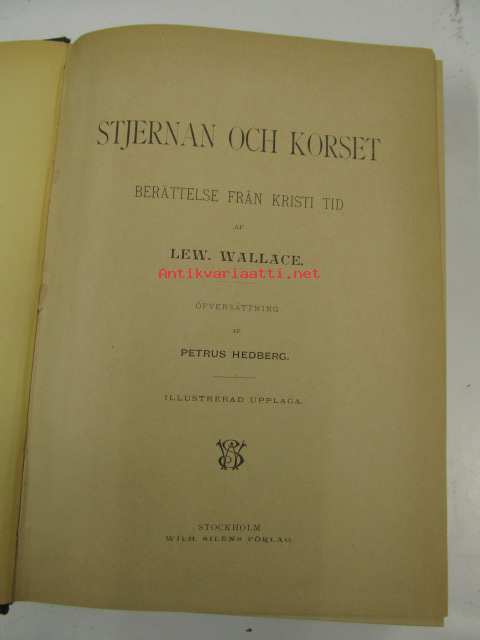 STJERNAN OCH KORSET
BERÄTTELSE FRÅN KRISTI TID
AF
LEW. WALLACE.
Antikvariaatti.net
ÖFVERSÄTTNING
AF
PETRUS HEDBERG.
ILLUSTRERAD UPPLAGA.
STOCKHOLM
WILH. SILÉNS FÖRLAG.